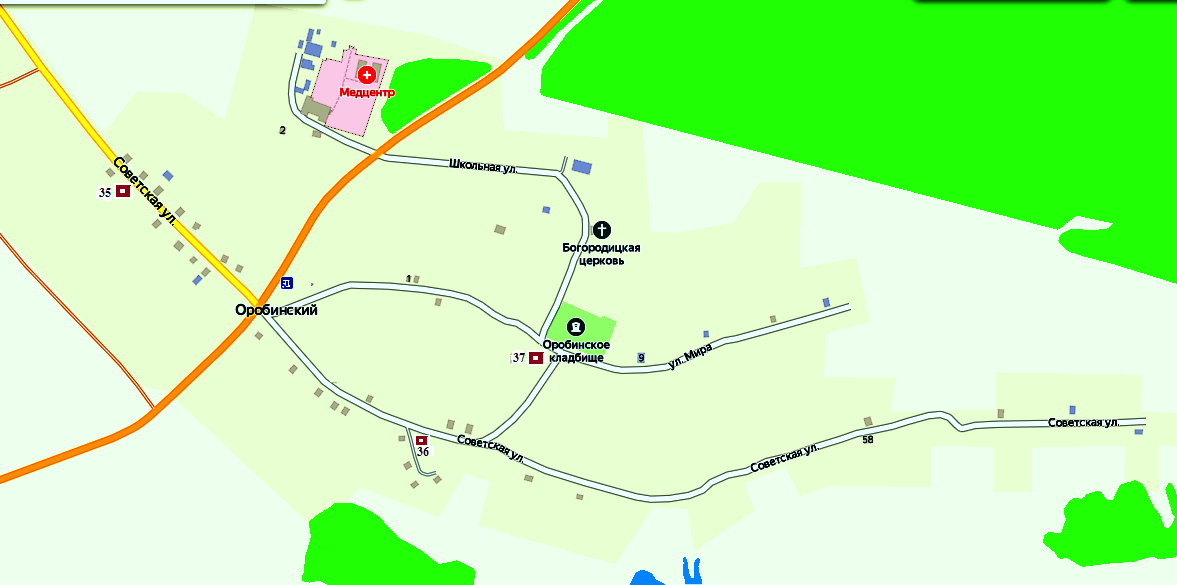 Медцентр
2
Школьная ул.
Советская ул.
35
Богородицкая
церковь
1
Оробинский
Оробинское
кладбище
37
9
ул. Мира
Советская ул.
58
36
Советская ул.
Советская ул.